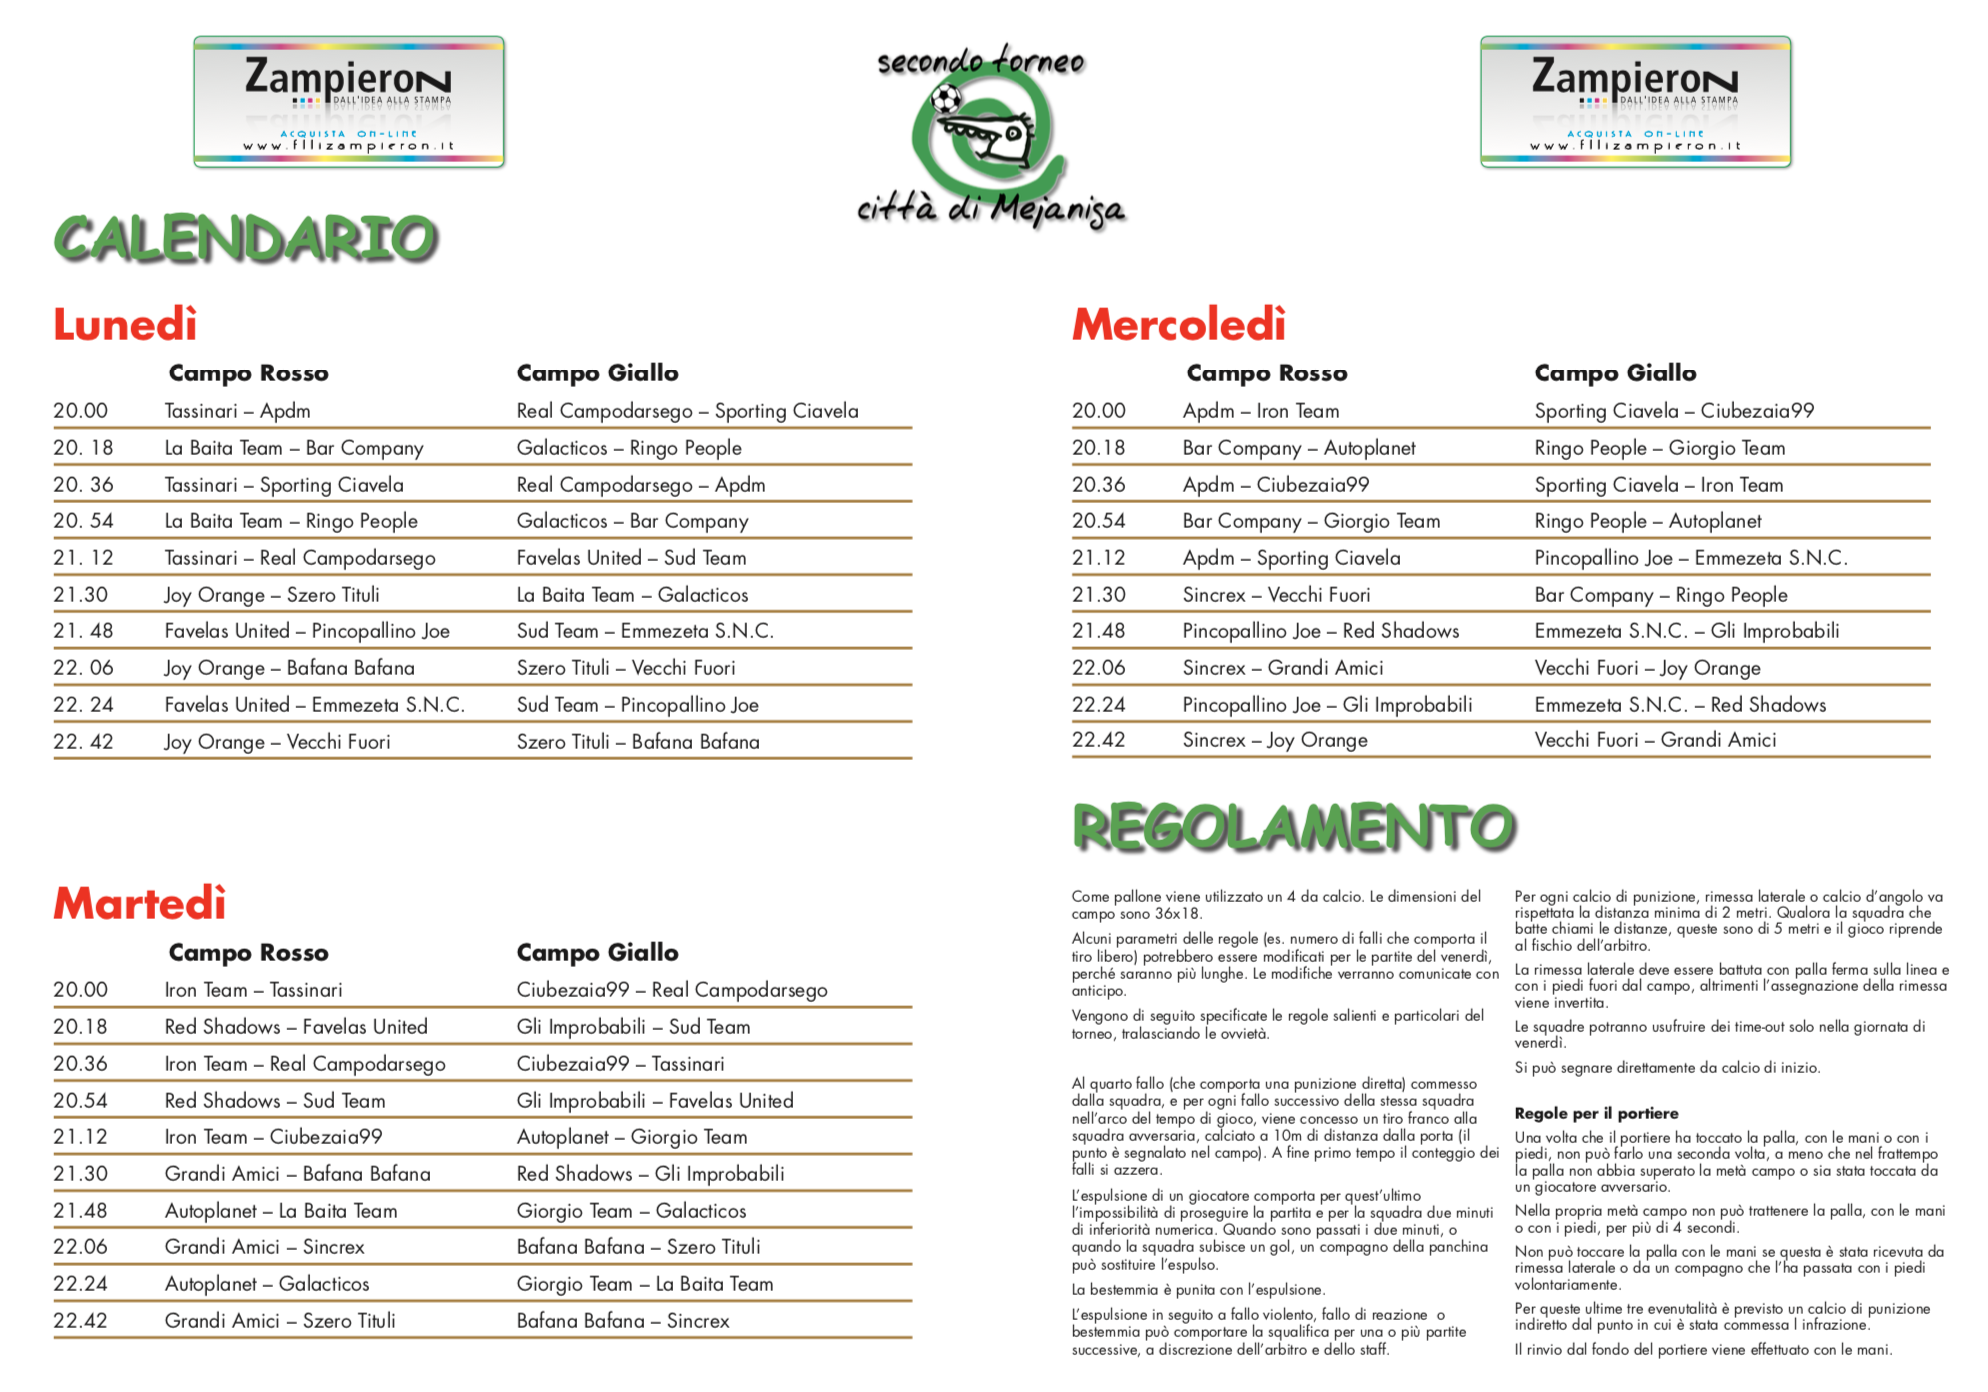 Zampieron
DALL'IDEA ALLA STAMPA
ACQUISTA ON-LINE
www.fllizampieron.it
secondo torneo
città di Mejaniga
Zampieron
DALL'IDEA ALLA STAMPA
ACQUISTA ON-LINE
www.fllizampieron.it
CALENDARIO
Lunedì
Campo Rosso Campo Giallo
20.00 Tassinari – Apdm Real Campodarsego – Sporting Ciavela
20. 18 La Baita Team – Bar Company Galacticos – Ringo People
20. 36 Tassinari – Sporting Ciavela Real Campodarsego – Apdm
20. 54 La Baita Team – Ringo People Galacticos – Bar Company
21. 12 Tassinari – Real Campodarsego Favelas United – Sud Team
21.30 Joy Orange – Szero Tituli La Baita Team – Galacticos
21. 48 Favelas United – Pincopallino Joe Sud Team – Emmezeta S.N.C.
22. 06 Joy Orange – Bafana Bafana Szero Tituli – Vecchi Fuori
22. 24 Favelas United – Emmezeta S.N.C. Sud Team – Pincopallino Joe
22. 42 Joy Orange – Vecchi Fuori Szero Tituli – Bafana Bafana
Martedì
Campo Rosso Campo Giallo
20.00 Iron Team – Tassinari Ciubezaia99 – Real Campodarsego
20.18 Red Shadows – Favelas United Gli Improbabili – Sud Team
20.36 Iron Team – Real Campodarsego Ciubezaia99 – Tassinari
20.54 Red Shadows – Sud Team Gli Improbabili – Favelas United
21.12 Iron Team – Ciubezaia99 Autoplanet – Giorgio Team
21.30 Grandi Amici – Bafana Bafana Red Shadows – Gli Improbabili
21.48 Autoplanet – La Baita Team Giorgio Team – Galacticos
22.06 Grandi Amici – Sincrex Bafana Bafana – Szero Tituli
22.24 Autoplanet – Galacticos Giorgio Team – La Baita Team
22.42 Grandi Amici – Szero Tituli Bafana Bafana – Sincrex
Mercoledì
Campo Rosso Campo Giallo
20.00 Apdm – Iron Team Sporting Ciavela – Ciubezaia99
20.18 Bar Company – Autoplanet Ringo People – Giorgio Team
20.36 Apdm – Ciubezaia99 Sporting Ciavela – Iron Team
20.54 Bar Company – Giorgio Team Ringo People – Autoplanet
21.12 Apdm – Sporting Ciavela Pincopallino Joe – Emmezeta S.N.C.
21.30 Sincrex – Vecchi Fuori Bar Company – Ringo People
21.48 Pincopallino Joe – Red Shadows Emmezeta S.N.C. – Gli Improbabili
22.06 Sincrex – Grandi Amici Vecchi Fuori – Joy Orange
22.24 Pincopallino Joe – Gli Improbabili Emmezeta S.N.C. – Red Shadows
22.42 Sincrex – Joy Orange Vecchi Fuori – Grandi Amici
REGOLAMENTO
Come pallone viene utilizzato un 4 da calcio. Le dimensioni del
campo sono 36x18.
Alcuni parametri delle regole (es. numero di falli che comporta il
tiro libero) potrebbero essere modificati per le partite del venerdì,
perché saranno più lunghe. Le modifiche verranno comunicate con
anticipo.
Vengono di seguito specificate le regole salienti e particolari del
torneo, tralasciando le ovvietà.
Al quarto fallo (che comporta una punizione diretta) commesso
dalla squadra, e per ogni fallo successivo della stessa squadra
nell'arco del tempo di gioco, viene concesso un tiro franco alla
squadra avversaria, calciato a 10m di distanza dalla porta (il
punto è segnalato nel campo). A fine primo tempo il conteggio dei
falli si azzera.
L'espulsione di un giocatore comporta per quest'ultimo
l'impossibilità di proseguire la partita e per la squadra due minuti
di inferiorità numerica. Quando sono passati i due minuti, o
quando la squadra subisce un gol, un compagno della panchina
può sostituire l'espulso.
La bestemmia è punita con l'espulsione.
L'espulsione in seguito a fallo violento, fallo di reazione  o
bestemmia può comportare la squalifica per una o più partite
successive, a discrezione dell'arbitro e dello staff.
Per ogni calcio di punizione, rimessa laterale o calcio d'angolo va
rispettata la distanza minima di 2 metri. Qualora la squadra che
batte chiami le distanze, queste sono di 5 metri e il gioco riprende
al fischio dell'arbitro.
La rimessa laterale deve essere battuta con palla ferma sulla linea e
con i piedi fuori dal campo, altrimenti l'assegnazione della rimessa
viene invertita.
Le squadre potranno usufruire dei time-out solo nella giornata di
venerdì.
Si può segnare direttamente da calcio di inizio.
Regole per il portiere
Una volta che il portiere ha toccato la palla, con le mani o con i
piedi, non può farlo una seconda volta, a meno che nel frattempo
la palla non abbia superato la metà campo o sia stata toccata da
un giocatore avversario.
Nella propria metà campo non può trattenere la palla, con le mani
o con i piedi, per più di 4 secondi.
Non può toccare la palla con le mani se questa è stata ricevuta da
rimessa laterale o da un compagno che l'ha passata con i piedi
volontariamente.
Per queste ultime tre evenutalità è previsto un calcio di punizione
indiretto dal punto in cui è stata commessa l infrazione.
Il rinvio dal fondo del portiere viene effettuato con le mani.